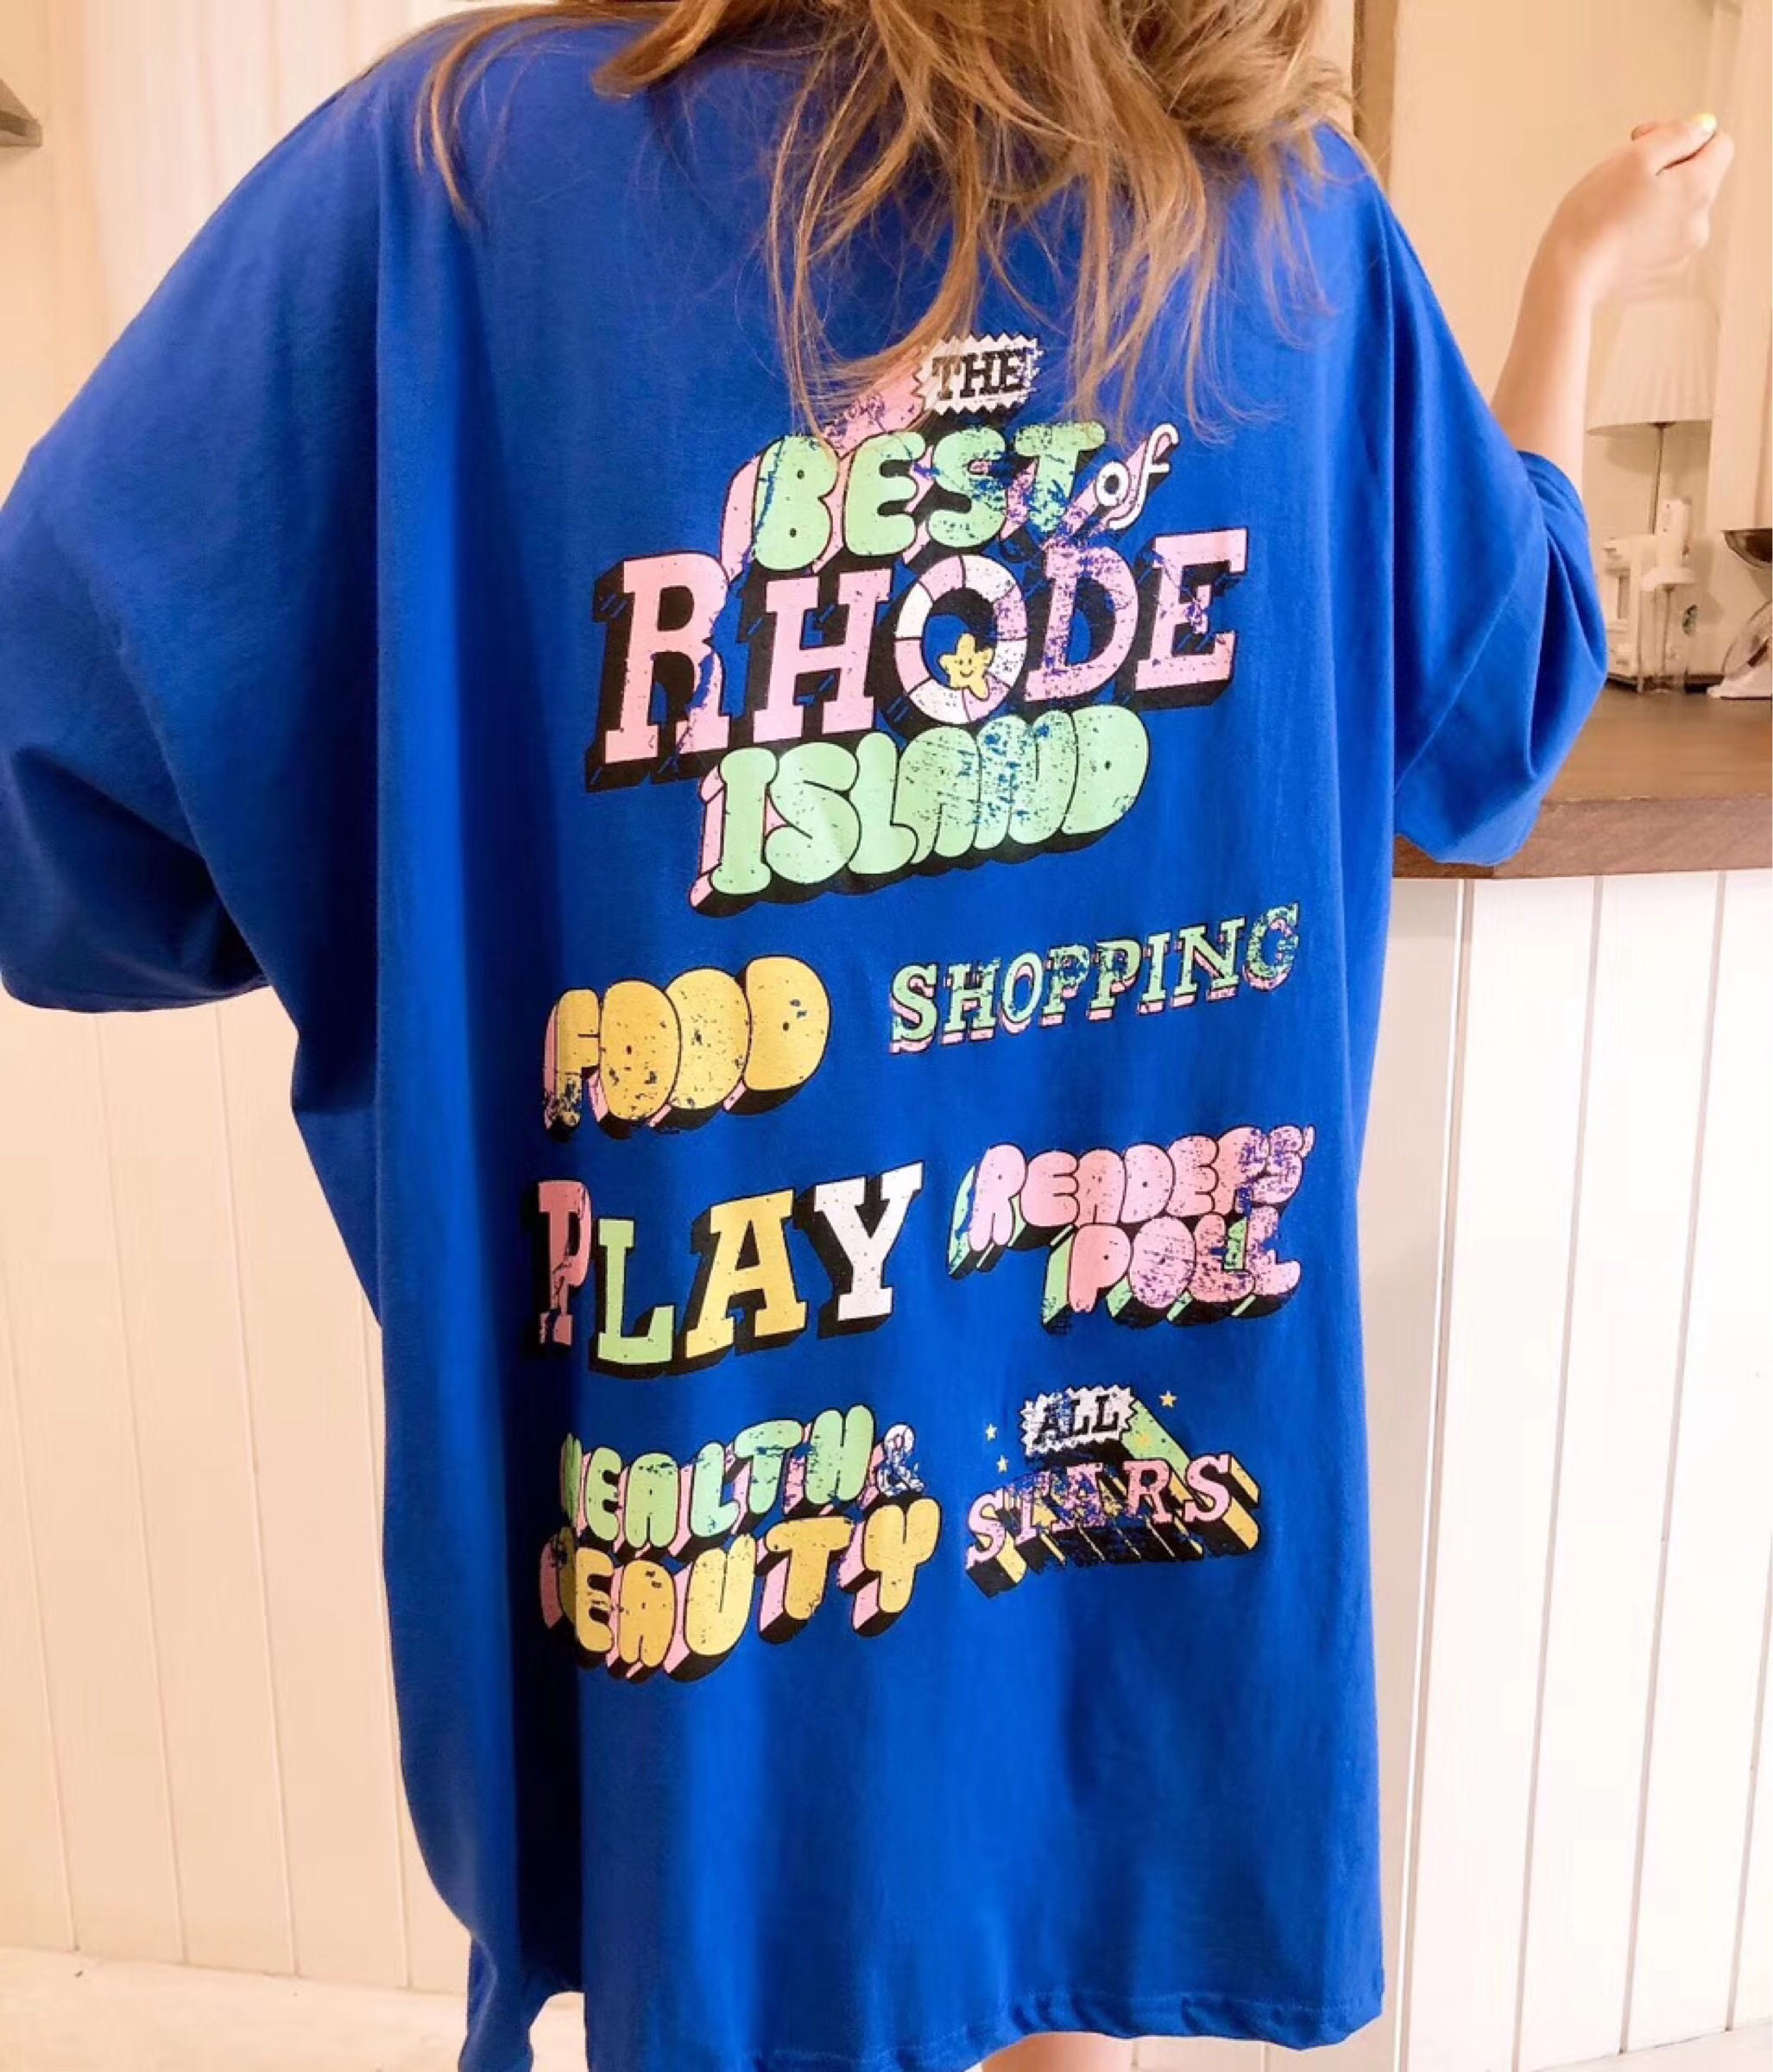 THE
BEST of
RHODE
ISLAND
FOOD
SHOPPING
PLAY
READERS'
POLL
HEALTH &
BEAUTY
ALL
STARS